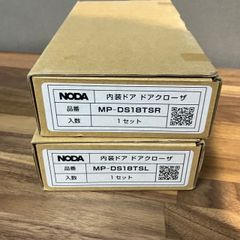 NODA 内装ドア ドアクローザ
品番 MP-DS18TSR
入数 1セット
NODA 内装ドア ドアクローザ
品番 MP-DS18TSL
入数 1セット